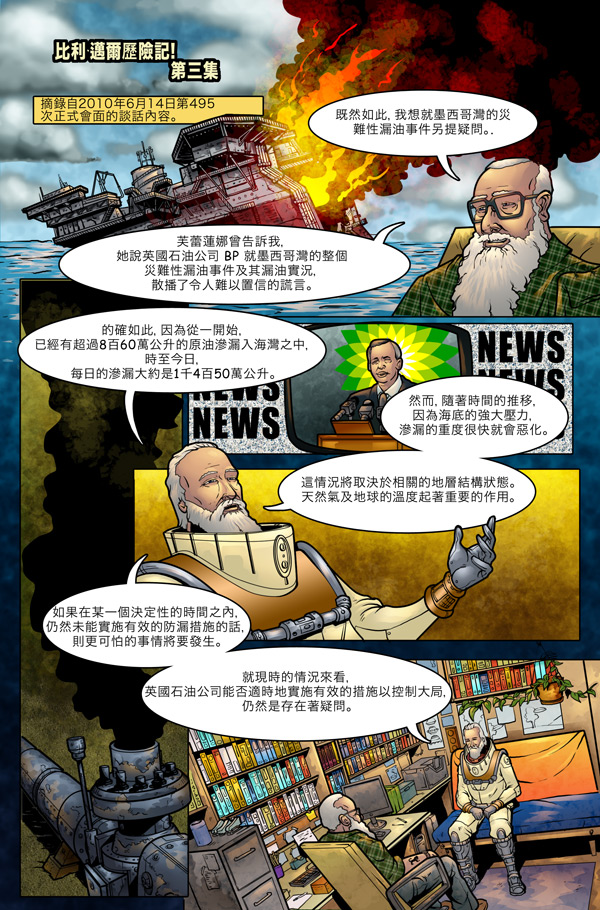 比利 邁爾歷險記!
第三集
摘錄自2010年6月14日第495
次正式會面的談話內容。
既然如此, 我想就墨西哥灣的災
難性漏油事件另提疑問。.
芙蕾蓮娜曾告訴我,
她說英國石油公司 BP 就墨西哥灣的整個
災難性漏油事件及其漏油實況,
散播了令人難以置信的謊言。
的確如此, 因為從一開始,
已經有超過8百60萬公升的原油滲漏入海灣之中,
時至今日,
每日的滲漏大約是1千4百50萬公升。
NEWS
NEWS
NEWS
NEWS
然而, 隨著時間的推移,
因為海底的強大壓力,
滲漏的重度很快就會惡化。
這情況將取決於相關的地層結構狀態。
天然氣及地球的溫度起著重要的作用。
如果在某一個決定性的時間之內,
仍然未能實施有效的防漏措施的話,
則更可怕的事情將要發生。
就現時的情況來看,
英國石油公司能否適時地實施有效的措施以控制大局,
仍然是存在著疑問。